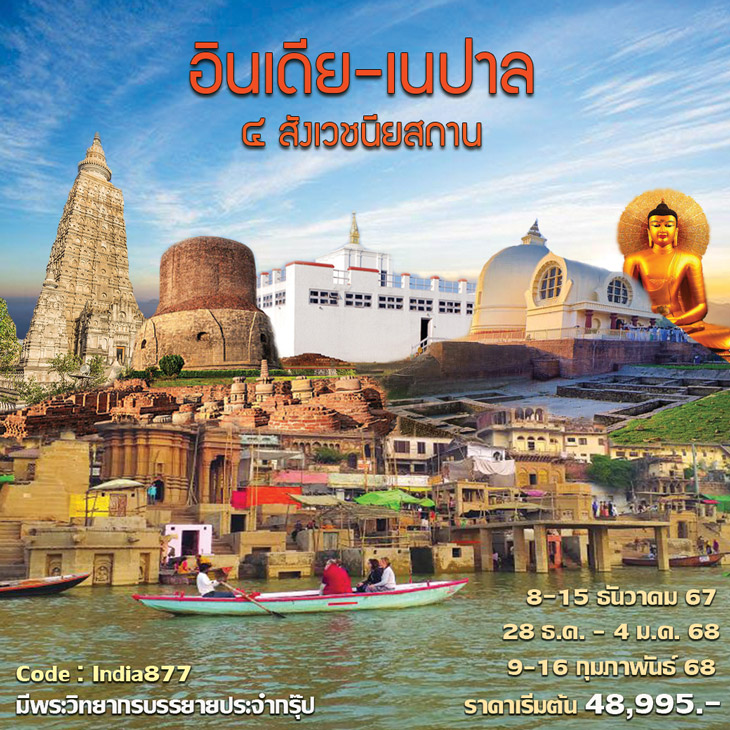 อินเดีย-เนปาล
๔ สังเวชนียสถาน
8-15 ธันวาคม 67
28 ธ.ค. - 4 ม.ค. 68
9-16 กุมภาพันธ์ 68
Code : India877
มีพระวิทยากรบรรยายประจำกรุ๊ป
ราคาเริ่มต้น 48,995.-